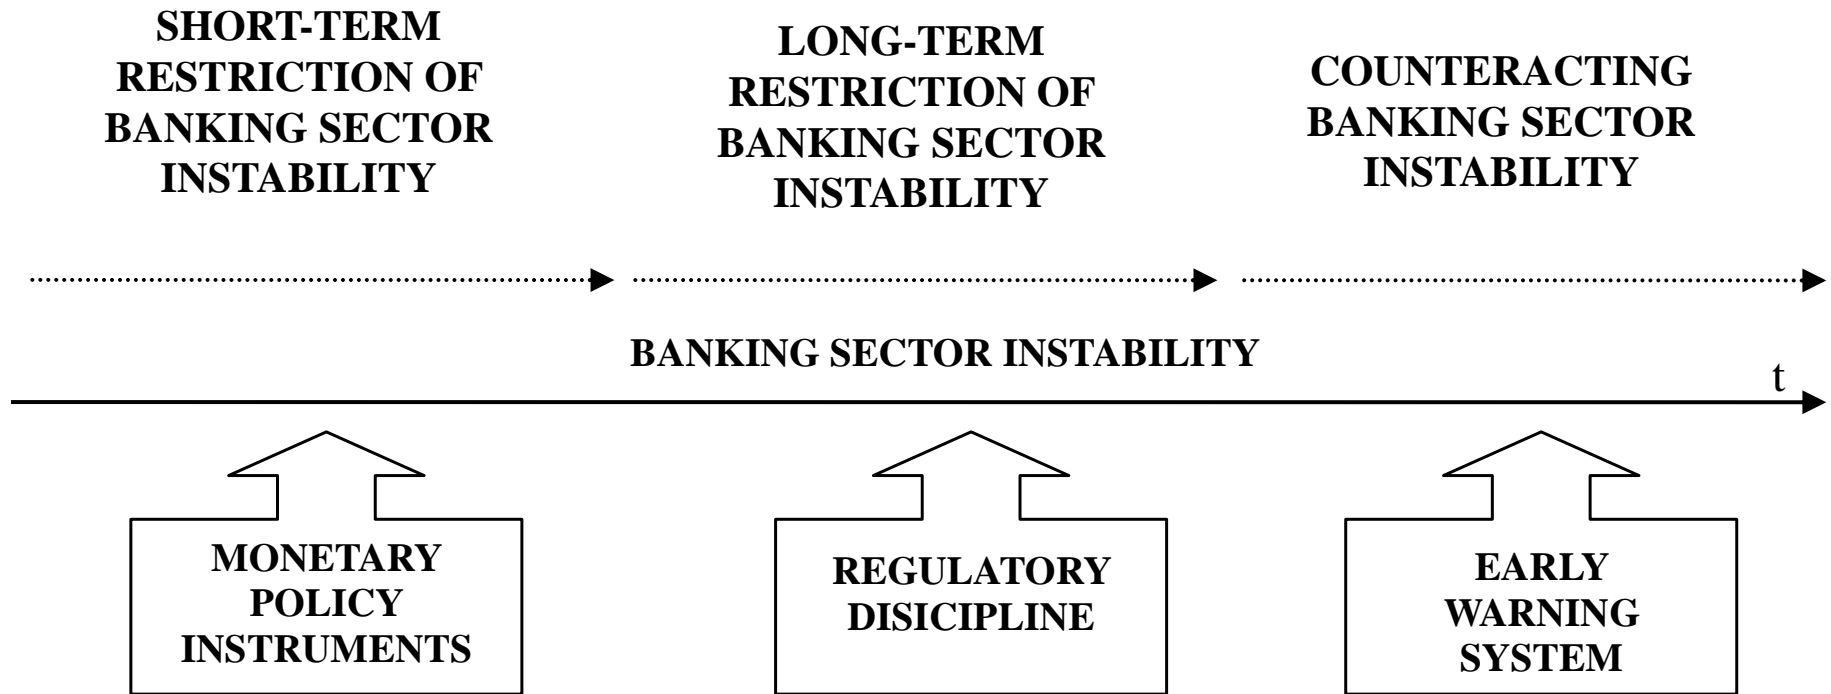 SHORT-TERM
RESTRICTION OF
BANKING SECTOR
INSTABILITY
LONG-TERM
RESTRICTION OF
BANKING SECTOR
INSTABILITY
COUNTERACTING
BANKING SECTOR
INSTABILITY
BANKING SECTOR INSTABILITY
t
MONETARY
POLICY
INSTRUMENTS
REGULATORY
DISICIPLINE
EARLY
WARNING
SYSTEM